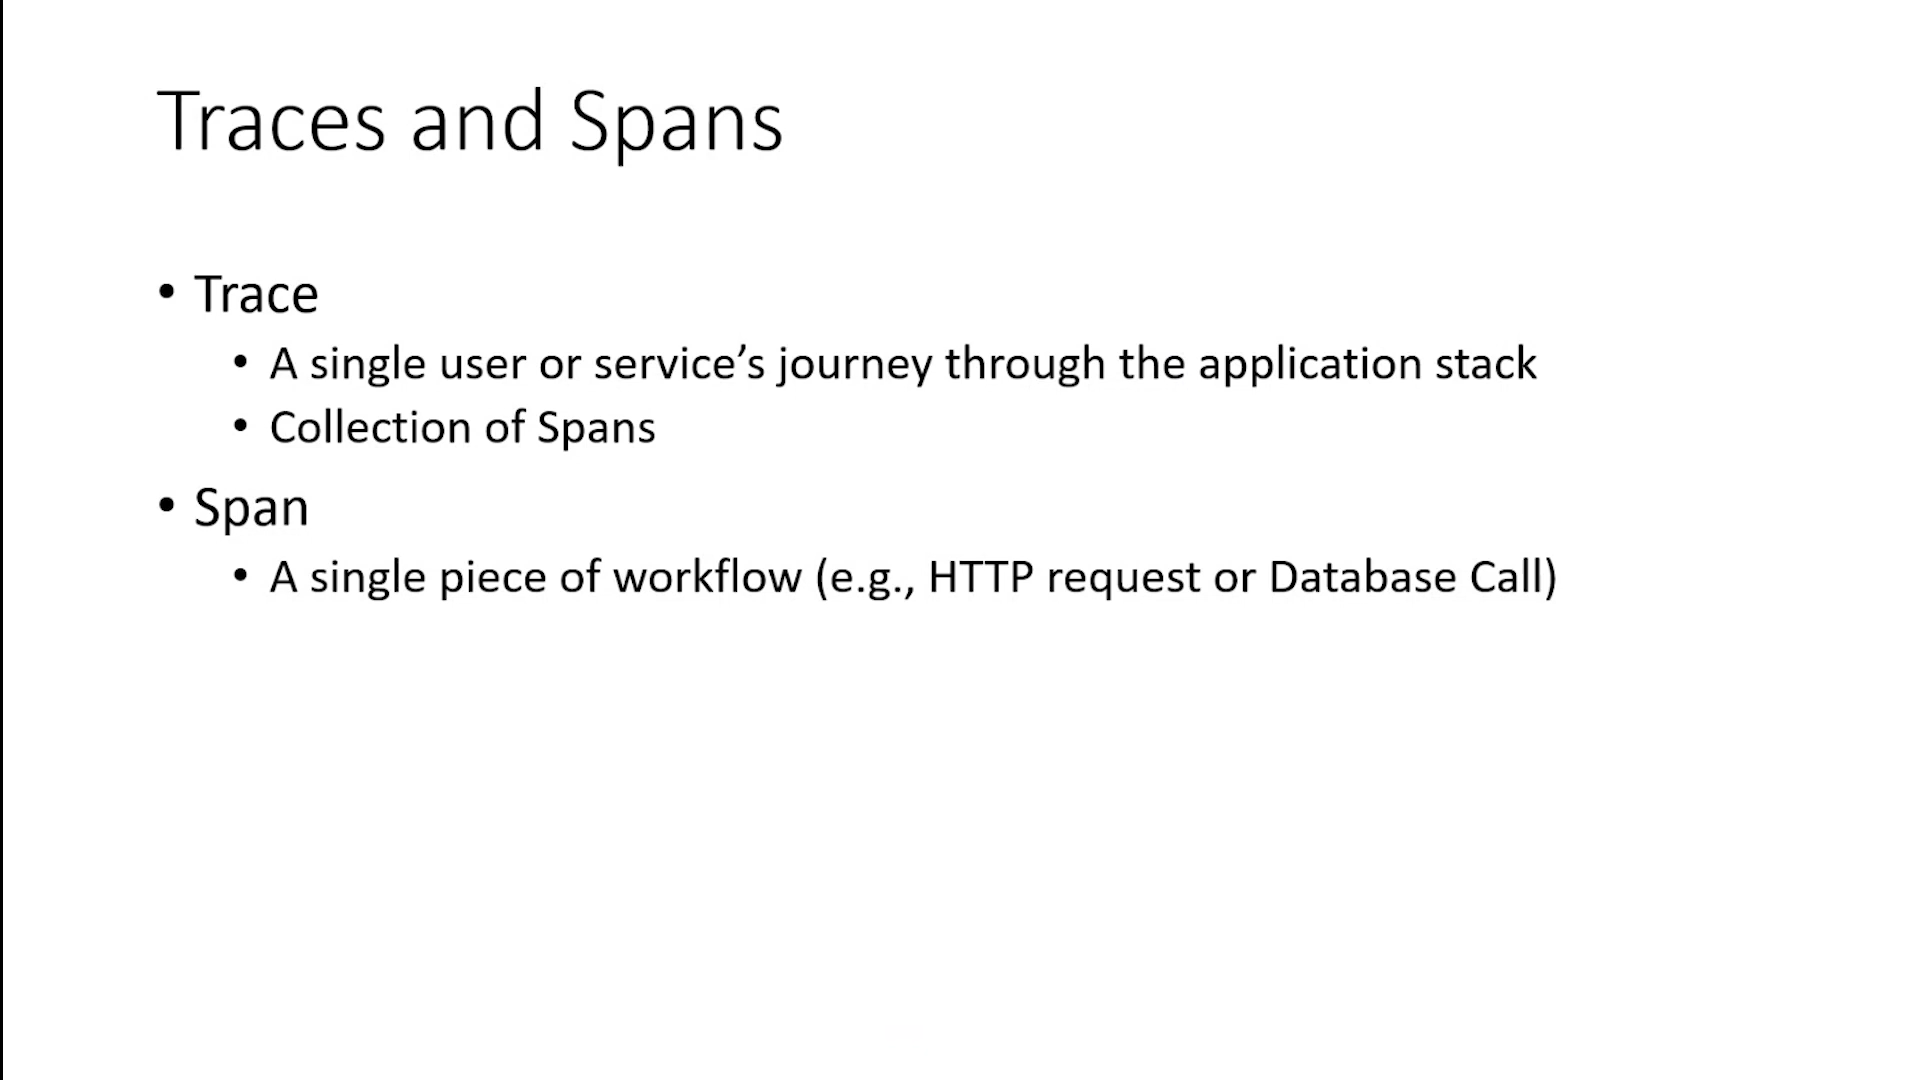 Traces and Spans
• Trace
• A single user or service’s journey through the application stack
• Collection of Spans
• Span
• A single piece of workflow (e.g., HTTP request or Database Call)